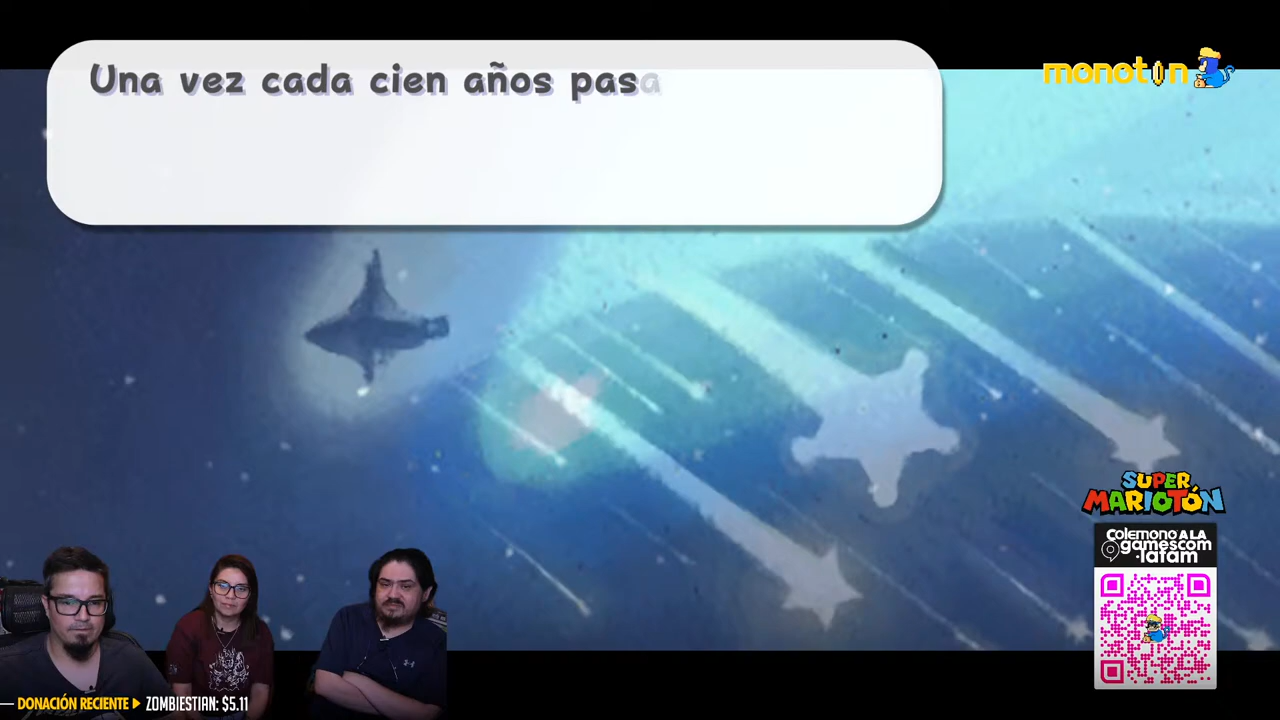 Una vez cada cien años pasa
monotón
SUPER
MARIOTÓN
COLEMONO A LA
gamescom
latam
DONACIÓN RECIENTE ZOMBIESTIAN: $5.11